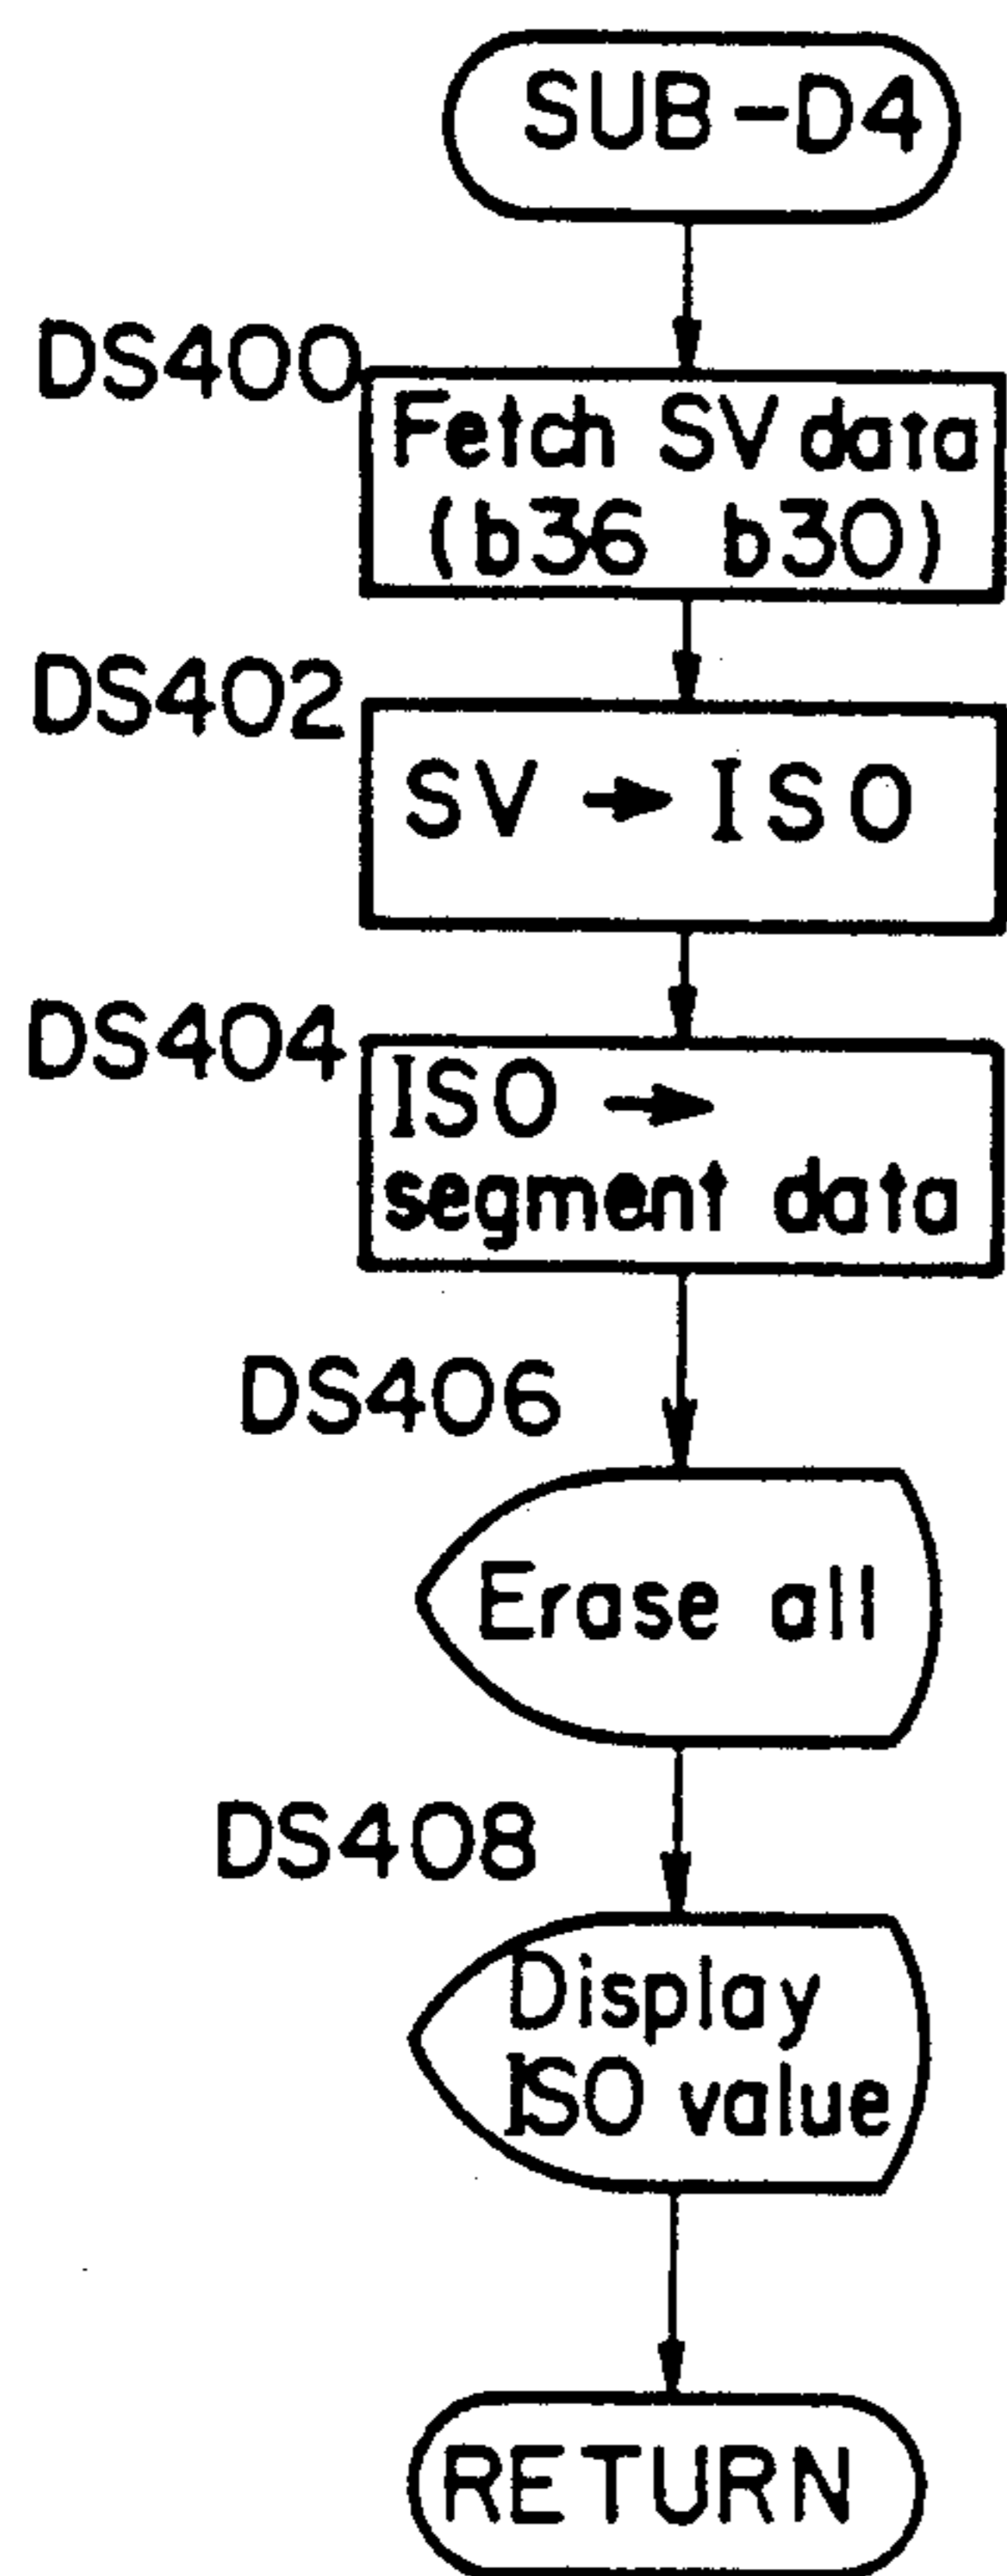 SUB-D4
DS400
Fetch SV data
(b36 b30)
DS402
SV → ISO
DS404
ISO →
segment data
DS406
Erase all
DS408
Display
ISO value
RETURN